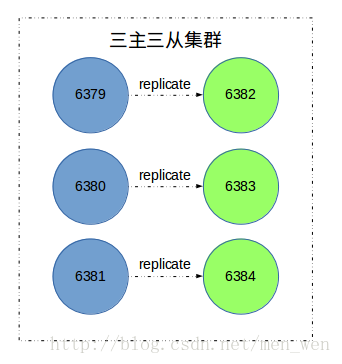 三主三从集群
6379 replicate 6382
6380 replicate 6383
6381 replicate 6384
http://blog.csdn.net/men_wen